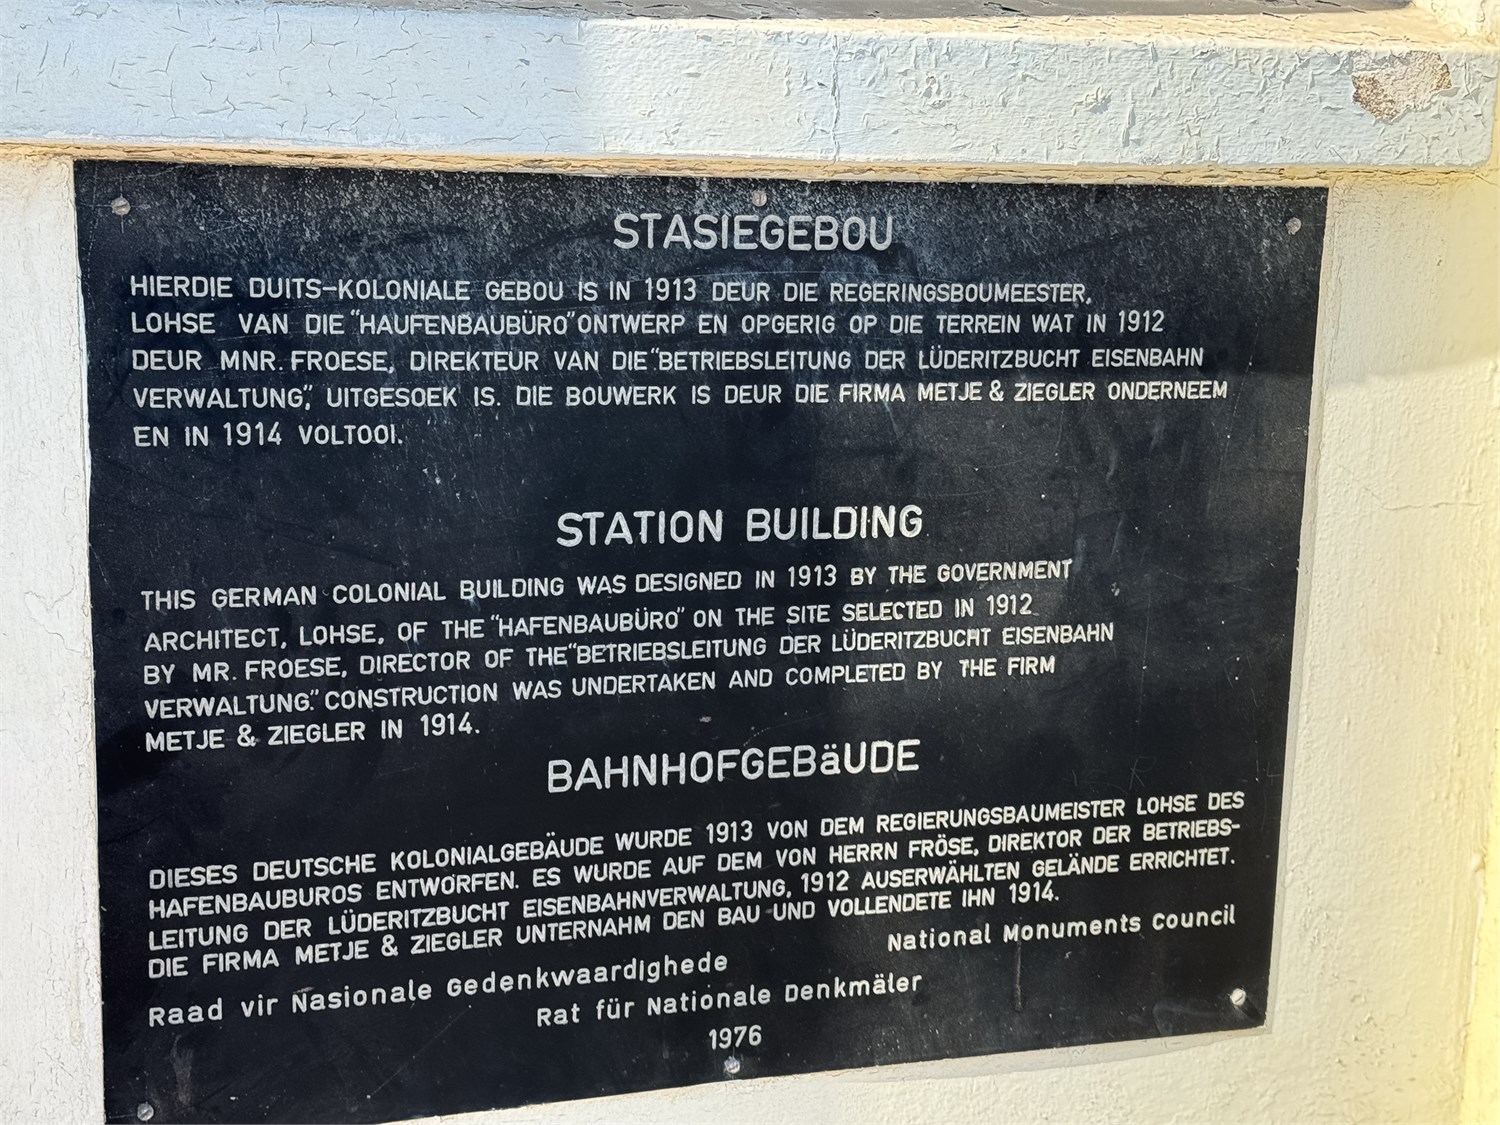 STASIEGEBOU
HIERDIE DUITS-KOLONIALE GEBOU IS IN 1913 DEUR DIE REGERINGSBOUMEESTER,
LOHSE VAN DIE "HAUFENBAUBÜRO" ONTWERP EN OPGERIG OP DIE TERREIN WAT IN 1912
DEUR MNR. FROESE, DIREKTEUR VAN DIE "BETRIEBSLEITUNG DER LÜDERITZBUCHT EISENBAHN
VERWALTUNG", UITGESOEK IS. DIE BOUWERK IS DEUR DIE FIRMA METJE & ZIEGLER ONDERNEEM
EN IN 1914 VOLTOOI.
STATION BUILDING
THIS GERMAN COLONIAL BUILDING WAS DESIGNED IN 1913 BY THE GOVERNMENT
ARCHITECT, LOHSE, OF THE "HAFENBAUBÜRO" ON THE SITE SELECTED IN 1912
BY MR. FROESE, DIRECTOR OF THE "BETRIEBSLEITUNG DER LÜDERITZBUCHT EISENBAHN
VERWALTUNG". CONSTRUCTION WAS UNDERTAKEN AND COMPLETED BY THE FIRM
METJE & ZIEGLER IN 1914.
BAHNHOFGEBäUDE
DIESES DEUTSCHE KOLONIALGEBÄUDE WURDE 1913 VON DEM REGIERUNGSBAUMEISTER LOHSE DES
HAFENBAUBUROS ENTWORFEN. ES WURDE AUF DEM VON HERRN FRÖSE, DIREKTOR DER BETRIEBS-
LEITUNG DER LÜDERITZBUCHT EISENBAHNVERWALTUNG, 1912 AUSERWÄHLTEN GELÄNDE ERRICHTET.
DIE FIRMA METJE & ZIEGLER UNTERNAHM DEN BAU UND VOLLENDETE IHN 1914.
National Monuments Council
Raad vir Nasionale Gedenkwaardighede
Rat für Nationale Denkmäler
1976